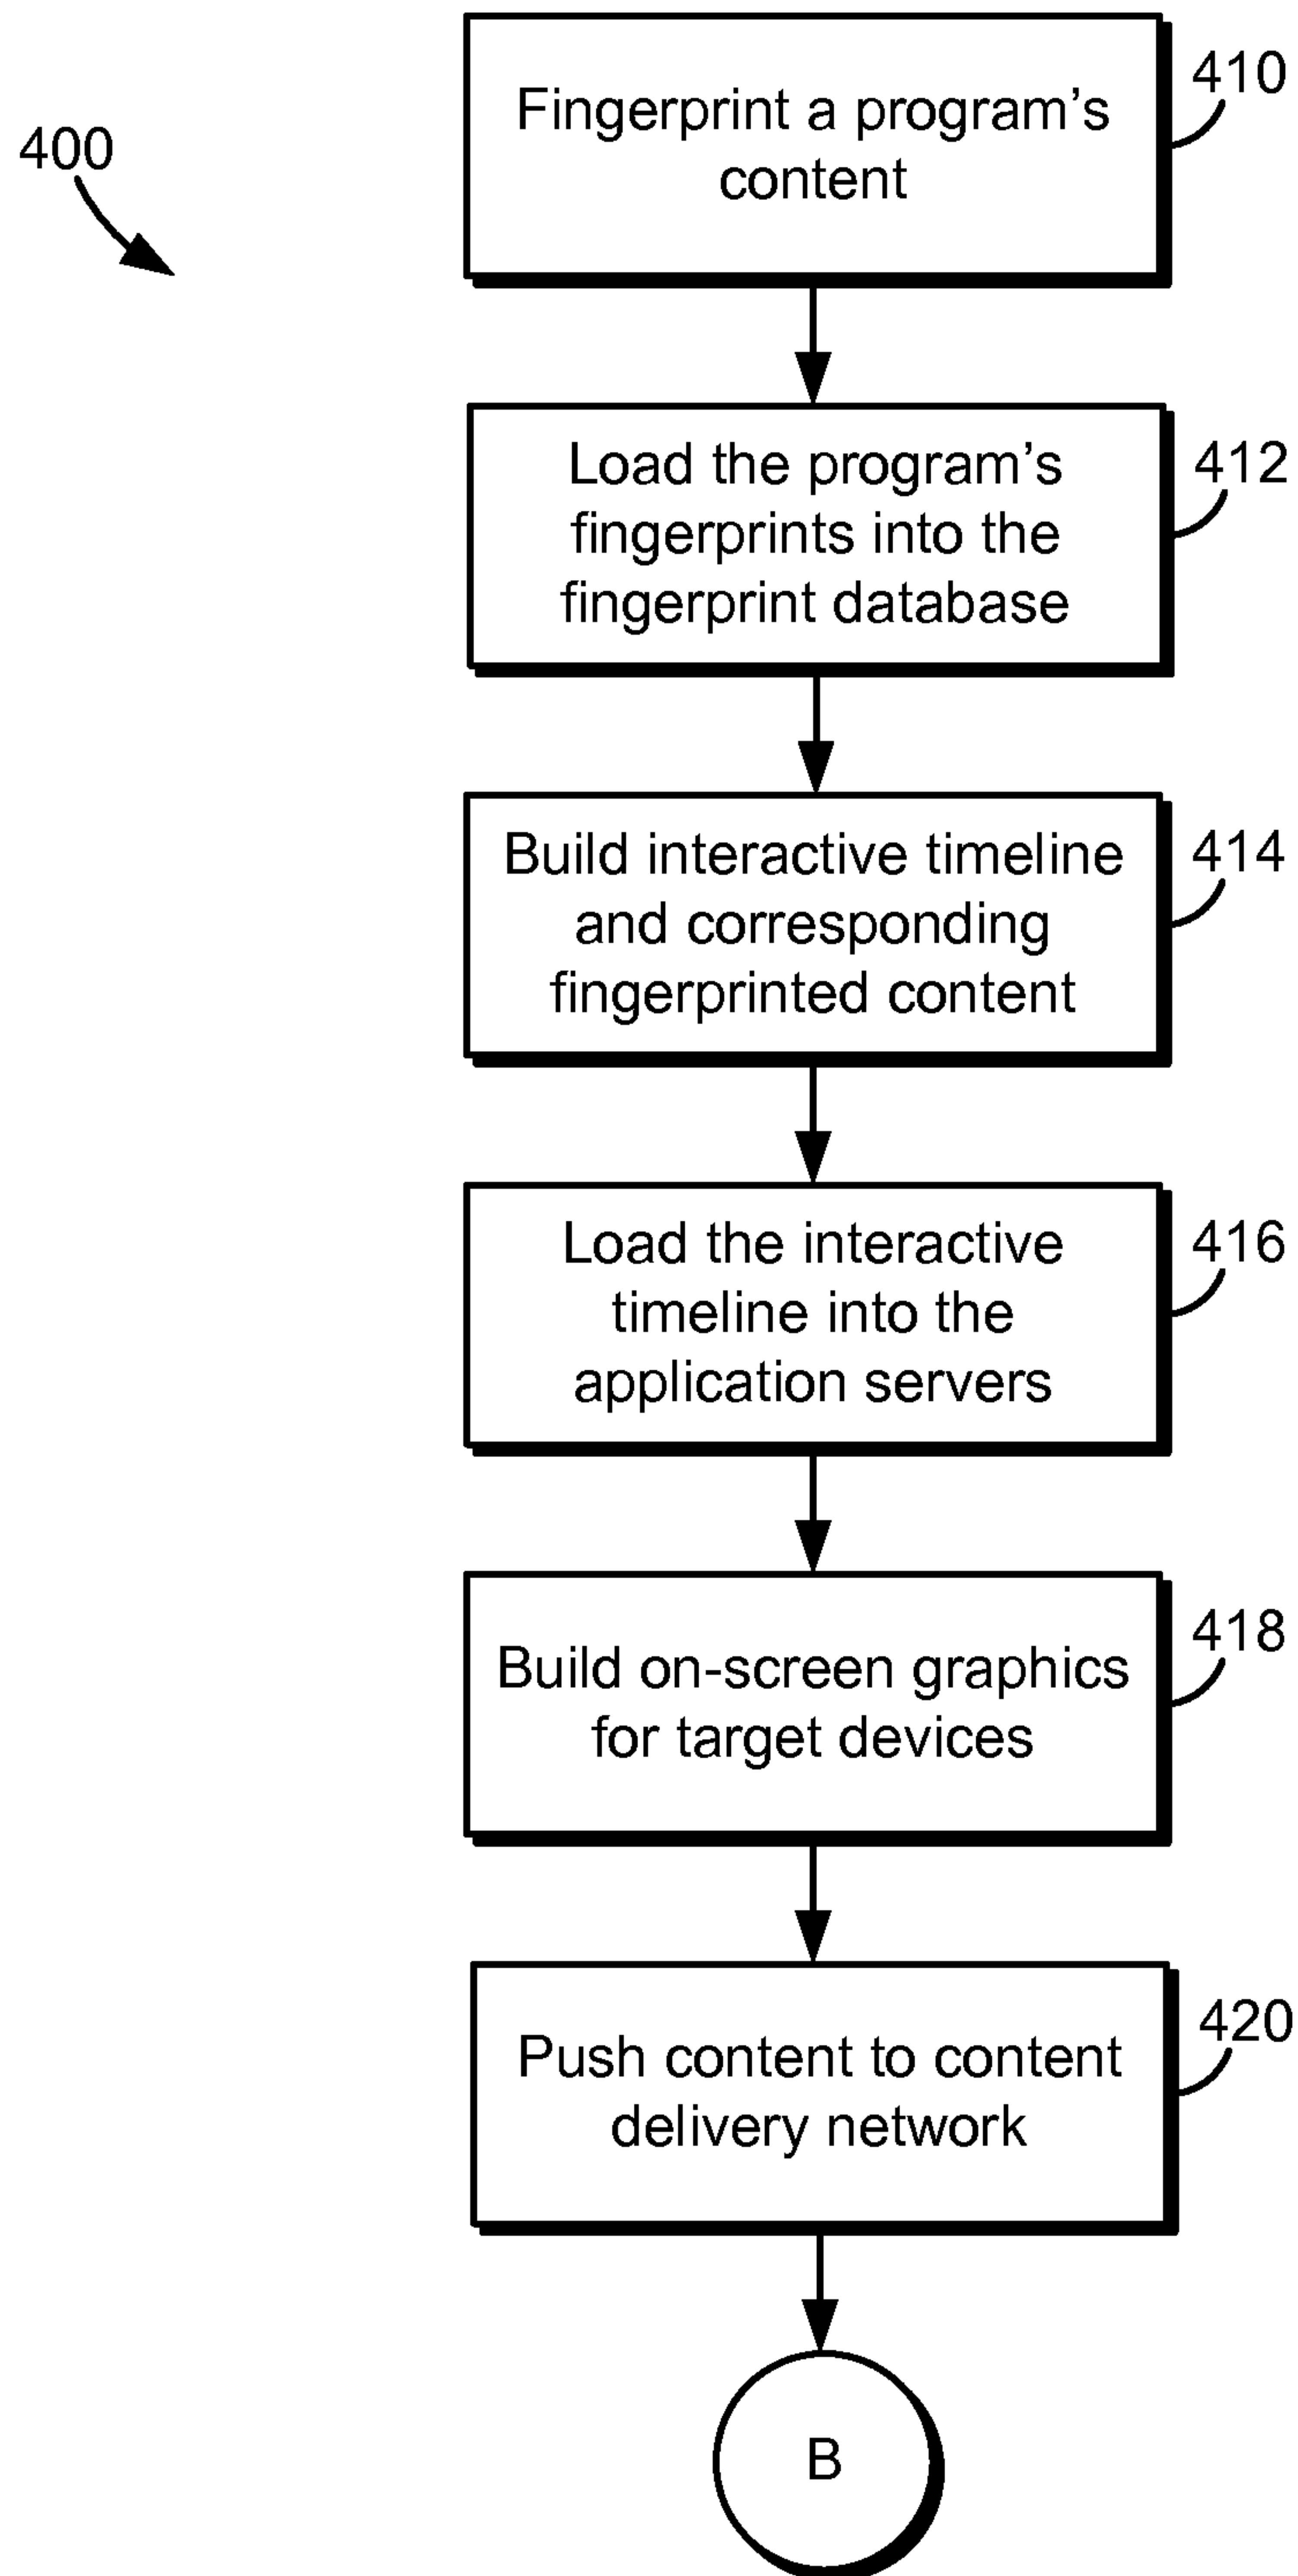 400
Fingerprint a program's
content
410
Load the program's
fingerprints into the
fingerprint database
412
Build interactive timeline
and corresponding
fingerprinted content
414
Load the interactive
timeline into the
application servers
416
Build on-screen graphics
for target devices
418
Push content to content
delivery network
420
B